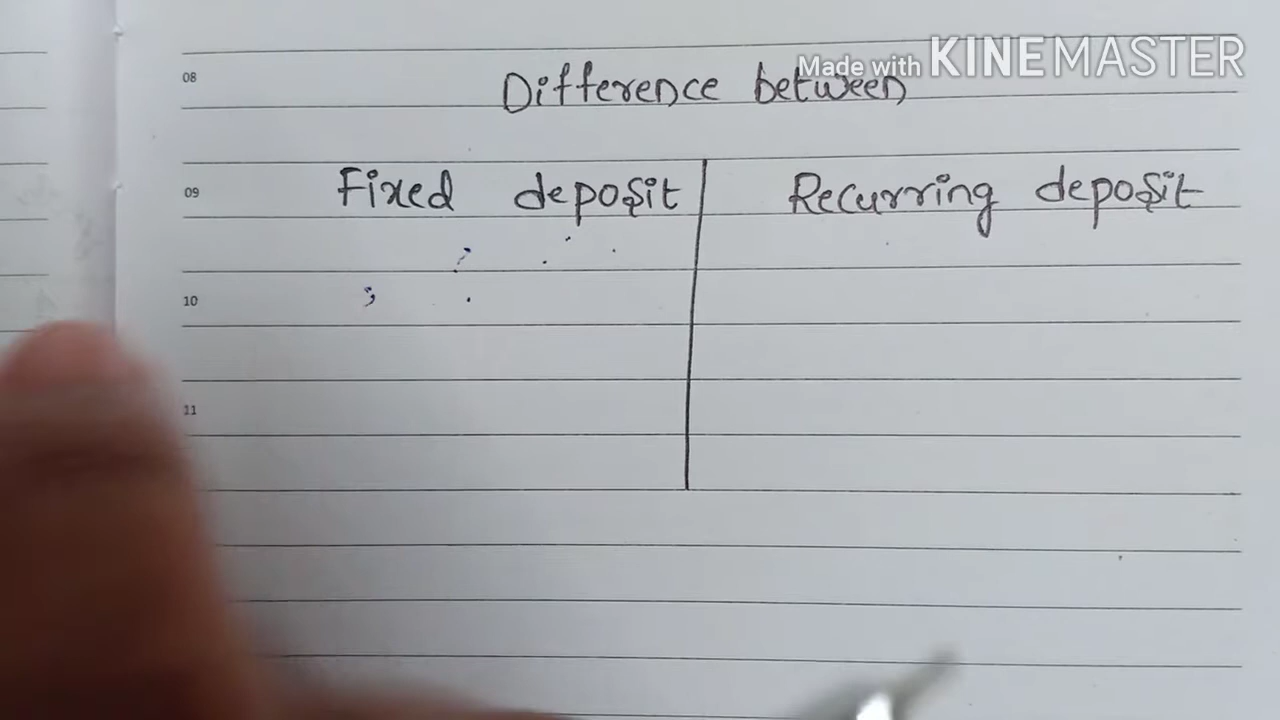 08
Difference between
Made with KINEMASTER
09
Fixed deposit
Recurring deposit
10
11